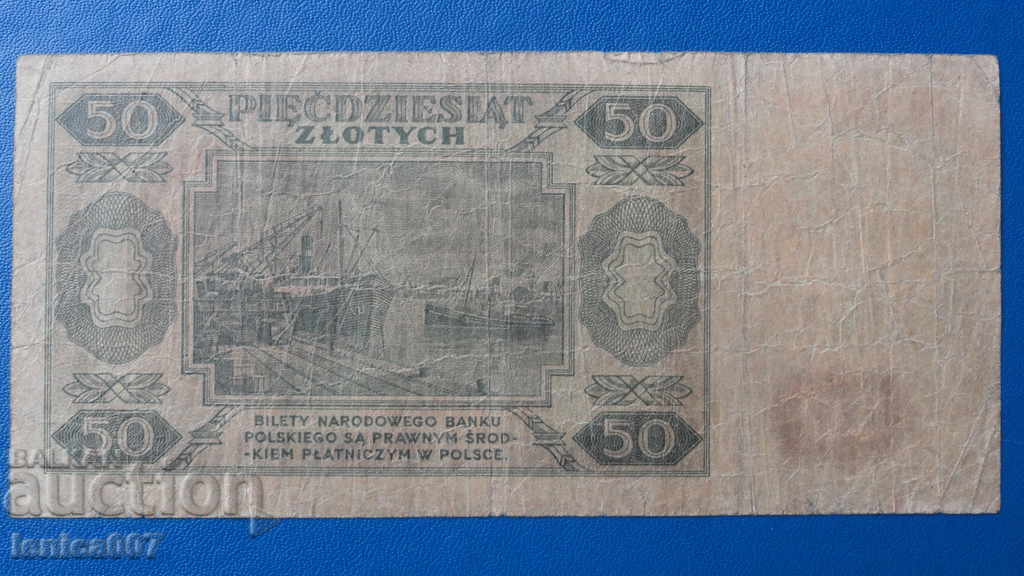 50 PIĘĆDZIESIĄT 50
ZŁOTYCH
BILETY NARODOWEGO BANKU
POLSKIEGO SĄ PRAWNYM ŚROD-
-KIEM PŁATNICZYM W POLSCE.
50 50
BALKAN
auction
Ianica007